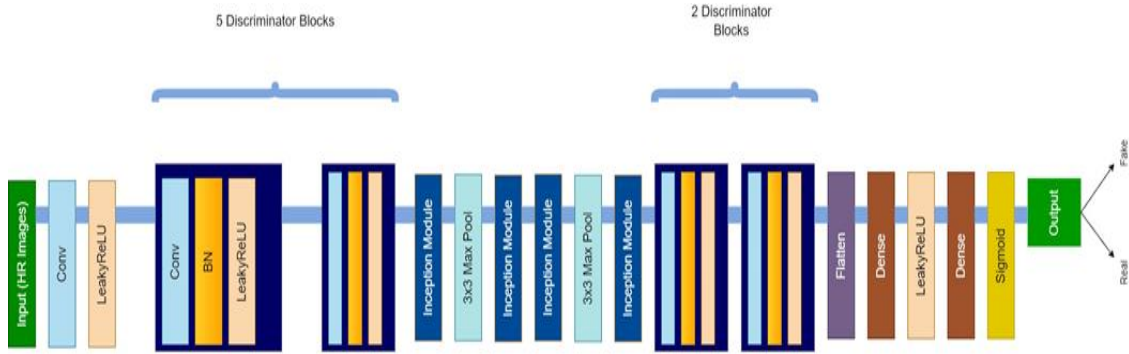 5 Discriminator Blocks
2 Discriminator
Blocks
Input (HR Images)
Conv
LeakyReLU
Conv
BN
LeakyReLU
Inception Module
3x3 Max Pool
Inception Module
Inception Module
3x3 Max Pool
Inception Module
Flatten
Dense
LeakyReLU
Dense
Sigmoid
Output
Fake
Real